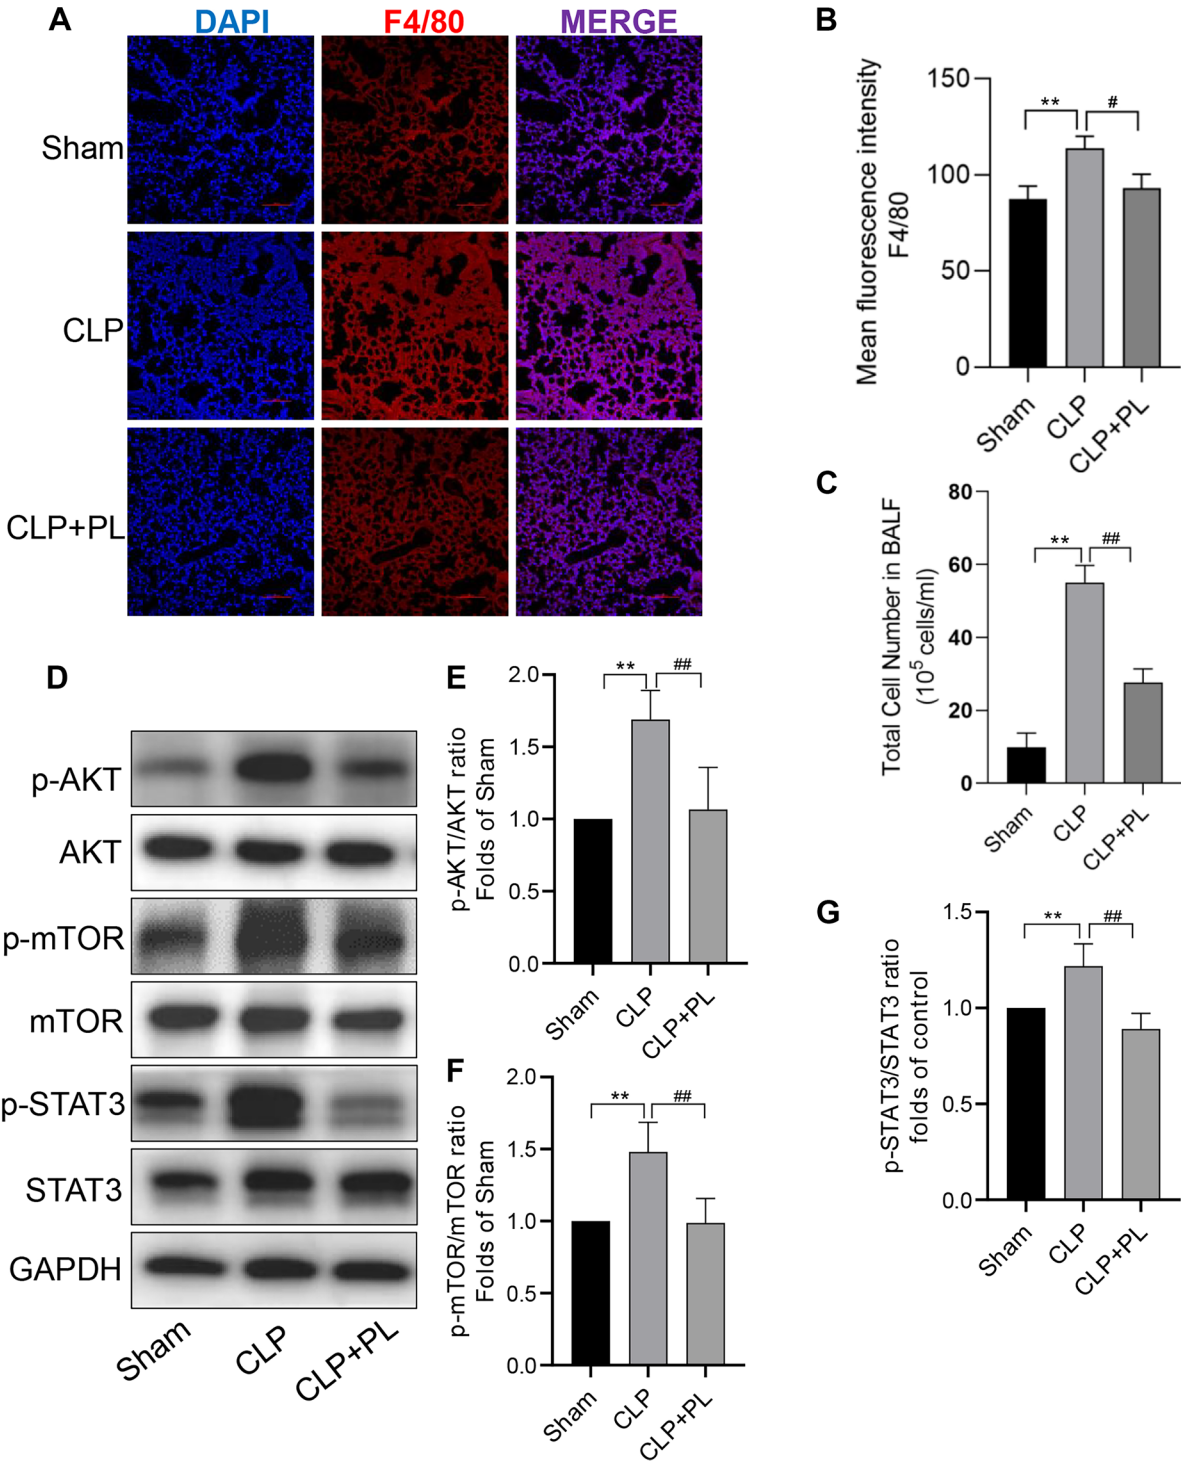 A
DAPI
F4/80
MERGE
Sham
CLP
CLP+PL
B
Mean fluorescence intensity
F4/80
150
100
50
0
**
#
Sham
CLP
CLP+PL
C
Total Cell Number in BALF
(10⁵ cells/ml)
80
60
40
20
0
**
##
Sham
CLP
CLP+PL
D
p-AKT
AKT
p-mTOR
mTOR
p-STAT3
STAT3
GAPDH
Sham
CLP
CLP+PL
E
p-AKT/AKT ratio
Folds of Sham
2.0
1.5
1.0
0.5
0.0
**
##
Sham
CLP
CLP+PL
F
p-mTOR/mTOR ratio
Folds of Sham
2.0
1.5
1.0
0.5
0.0
**
##
Sham
CLP
CLP+PL
G
p-STAT3/STAT3 ratio
folds of control
1.5
1.0
0.5
0.0
**
##
Sham
CLP
CLP+PL